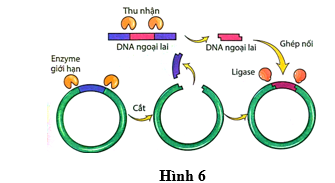 Thu nhận
DNA ngoại lai
DNA ngoại lai
Ghép nối
Enzyme
giới hạn
Ligase
Cắt
Hình 6